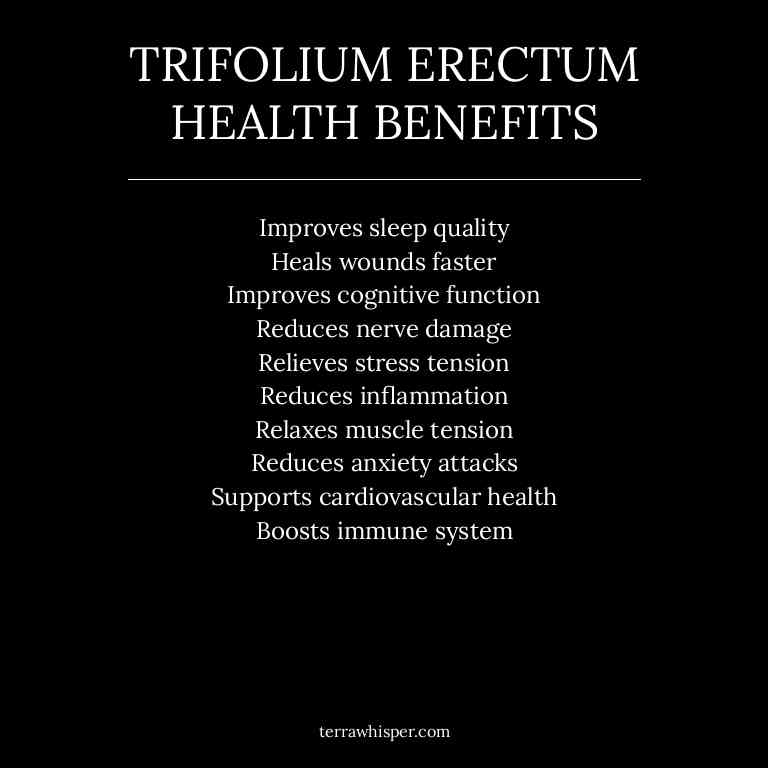 TRIFOLIUM ERECTUM
HEALTH BENEFITS
Improves sleep quality
Heals wounds faster
Improves cognitive function
Reduces nerve damage
Relieves stress tension
Reduces inflammation
Relaxes muscle tension
Reduces anxiety attacks
Supports cardiovascular health
Boosts immune system
terrawhisper.com